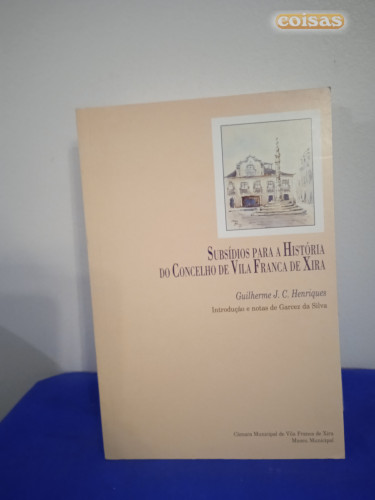 coisas
SUBSÍDIOS PARA A HISTÓRIA
DO CONCELHO DE VILA FRANCA DE XIRA
Guilherme J. C. Henriques
Introdução e notas de Garcez da Silva
Câmara Municipal de Vila Franca de Xira
Museu Municipal